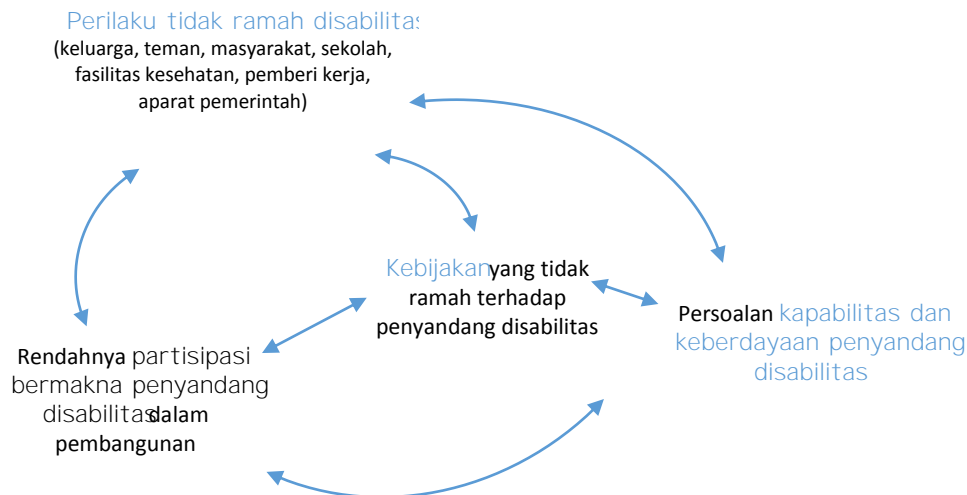 Perilaku tidak ramah disabilitas
(keluarga, teman, masyarakat, sekolah,
fasilitas kesehatan, pemberi kerja,
aparat pemerintah)
Kebijakan yang tidak
ramah terhadap
penyandang disabilitas
Persoalan kapabilitas dan
keberdayaan penyandang
disabilitas
Rendahnya partisipasi
bermakna penyandang
disabilitas dalam
pembangunan